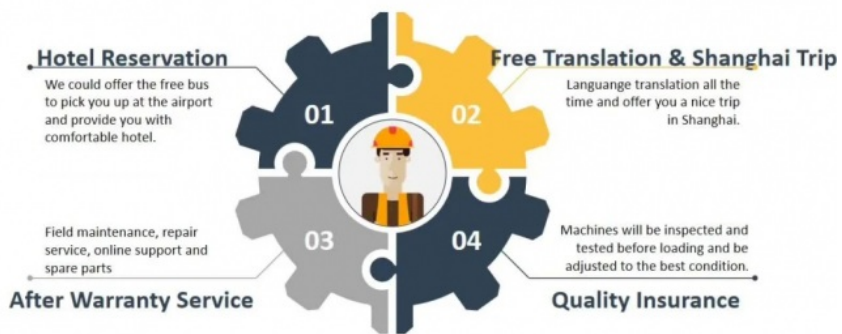 Hotel Reservation
We could offer the free bus
to pick you up at the airport
and provide you with
comfortable hotel.
01
Free Translation & Shanghai Trip
Languange translation all the
time and offer you a nice trip
in Shanghai.
02
Field maintenance, repair
service, online support and
spare parts
After Warranty Service
03
Machines will be inspected and
tested before loading and be
adjusted to the best condition.
Quality Insurance
04